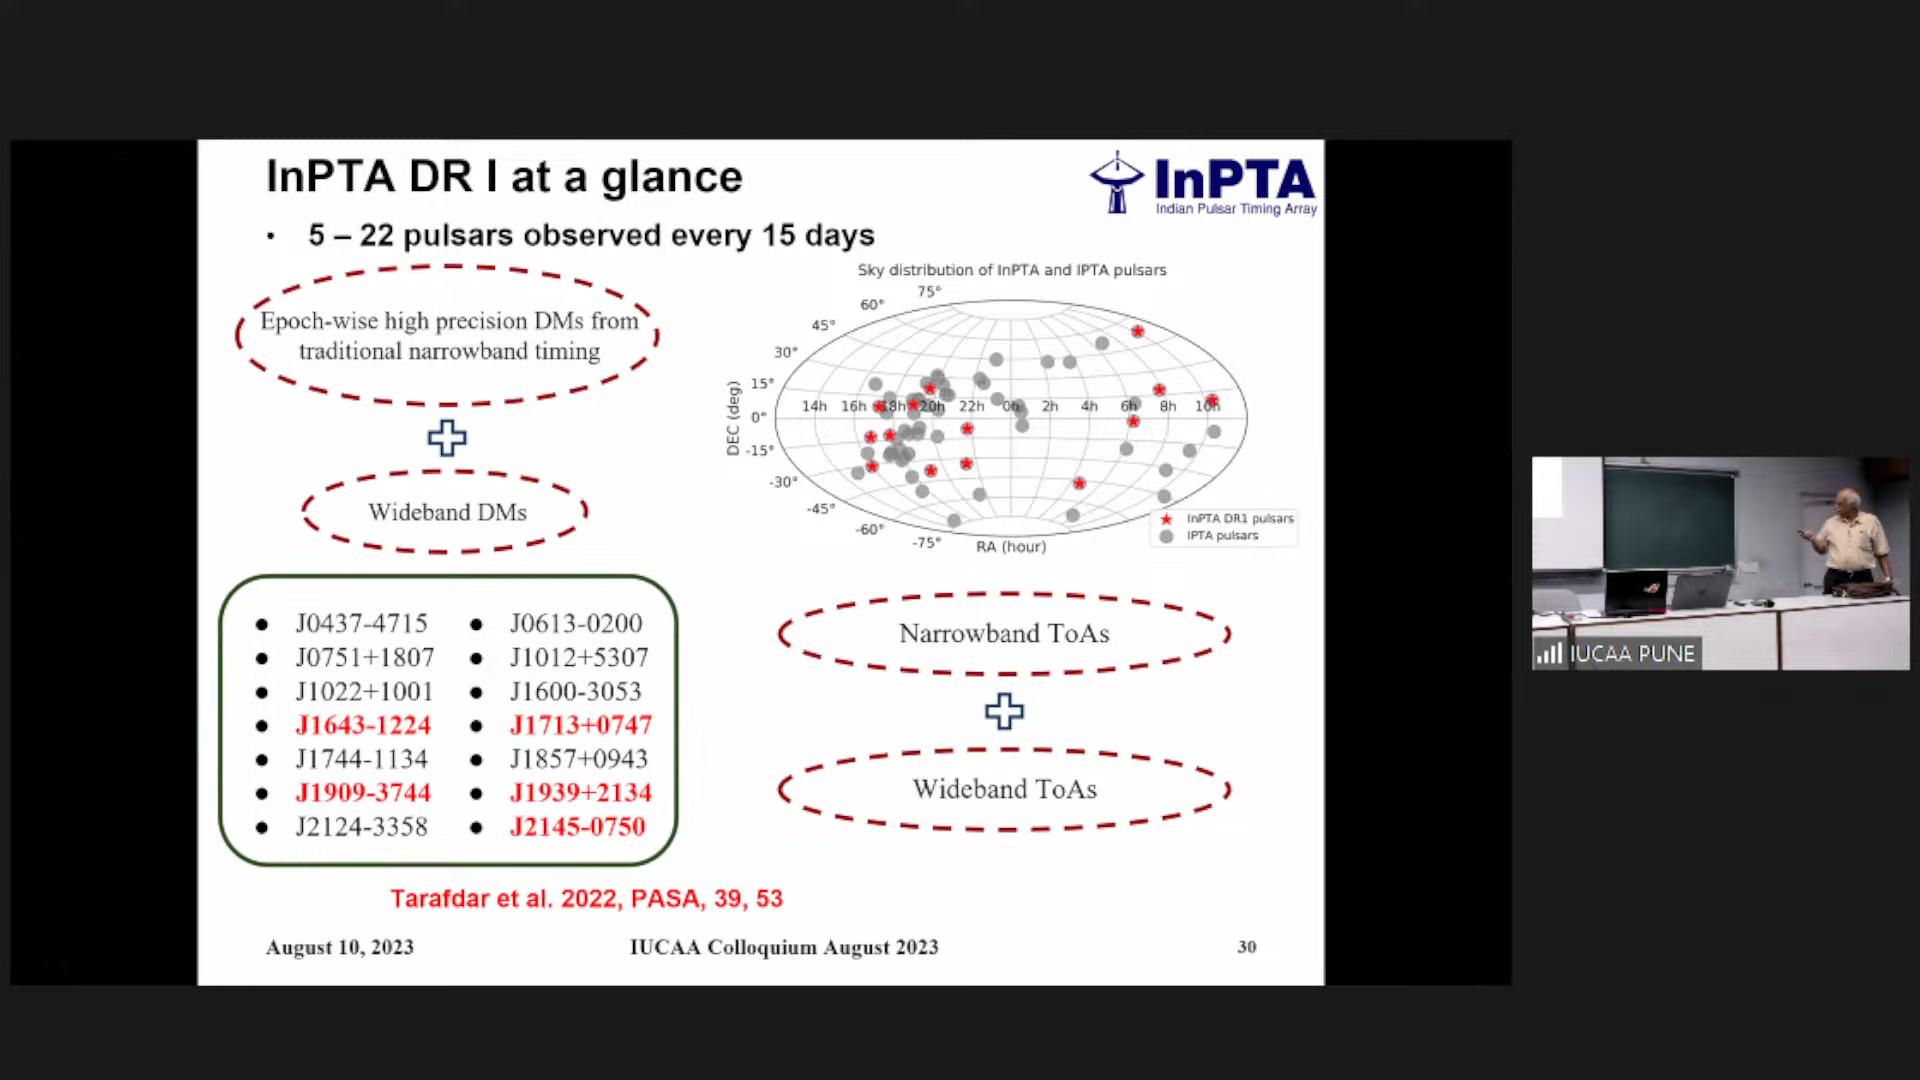 InPTA DR I at a glance
InPTA
Indian Pulsar Timing Array
• 5 – 22 pulsars observed every 15 days
Epoch-wise high precision DMs from
traditional narrowband timing
Wideband DMs
Sky distribution of InPTA and IPTA pulsars
75°
60°
45°
30°
15°
0°
-15°
-30°
-45°
-60°
-75°
14h 16h 18h 20h 22h 0h 2h 4h 6h 8h 10h
DEC (deg)
RA (hour)
InPTA DR1 pulsars
IPTA pulsars
● J0437-4715 ● J0613-0200
● J0751+1807 ● J1012+5307
● J1022+1001 ● J1600-3053
● J1643-1224 ● J1713+0747
● J1744-1134 ● J1857+0943
● J1909-3744 ● J1939+2134
● J2124-3358 ● J2145-0750
Narrowband ToAs
Wideband ToAs
Tarafdar et al. 2022, PASA, 39, 53
August 10, 2023 IUCAA Colloquium August 2023 30
IUCAA PUNE